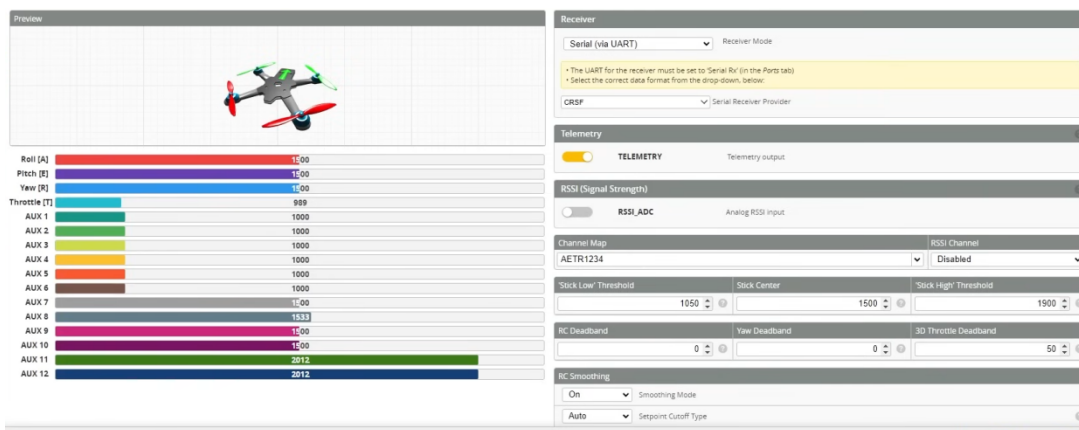 Preview
Roll [A] 1500
Pitch [E] 1500
Yaw [R] 1500
Throttle [T] 989
AUX 1 1000
AUX 2 1000
AUX 3 1000
AUX 4 1000
AUX 5 1000
AUX 6 1000
AUX 7 1500
AUX 8 1533
AUX 9 1500
AUX 10 1500
AUX 11 2012
AUX 12 2012
Receiver
Serial (via UART) Receiver Mode
• The UART for the receiver must be set to 'Serial Rx' (in the Ports tab)
• Select the correct data format from the drop-down, below:
CRSF Serial Receiver Provider
Telemetry
TELEMETRY Telemetry output
RSSI (Signal Strength)
RSSI_ADC Analog RSSI input
Channel Map RSSI Channel
AETR1234 Disabled
'Stick Low' Threshold Stick Center 'Stick High' Threshold
1050 1500 1900
RC Deadband Yaw Deadband 3D Throttle Deadband
0 0 50
RC Smoothing
On Smoothing Mode
Auto Setpoint Cutoff Type